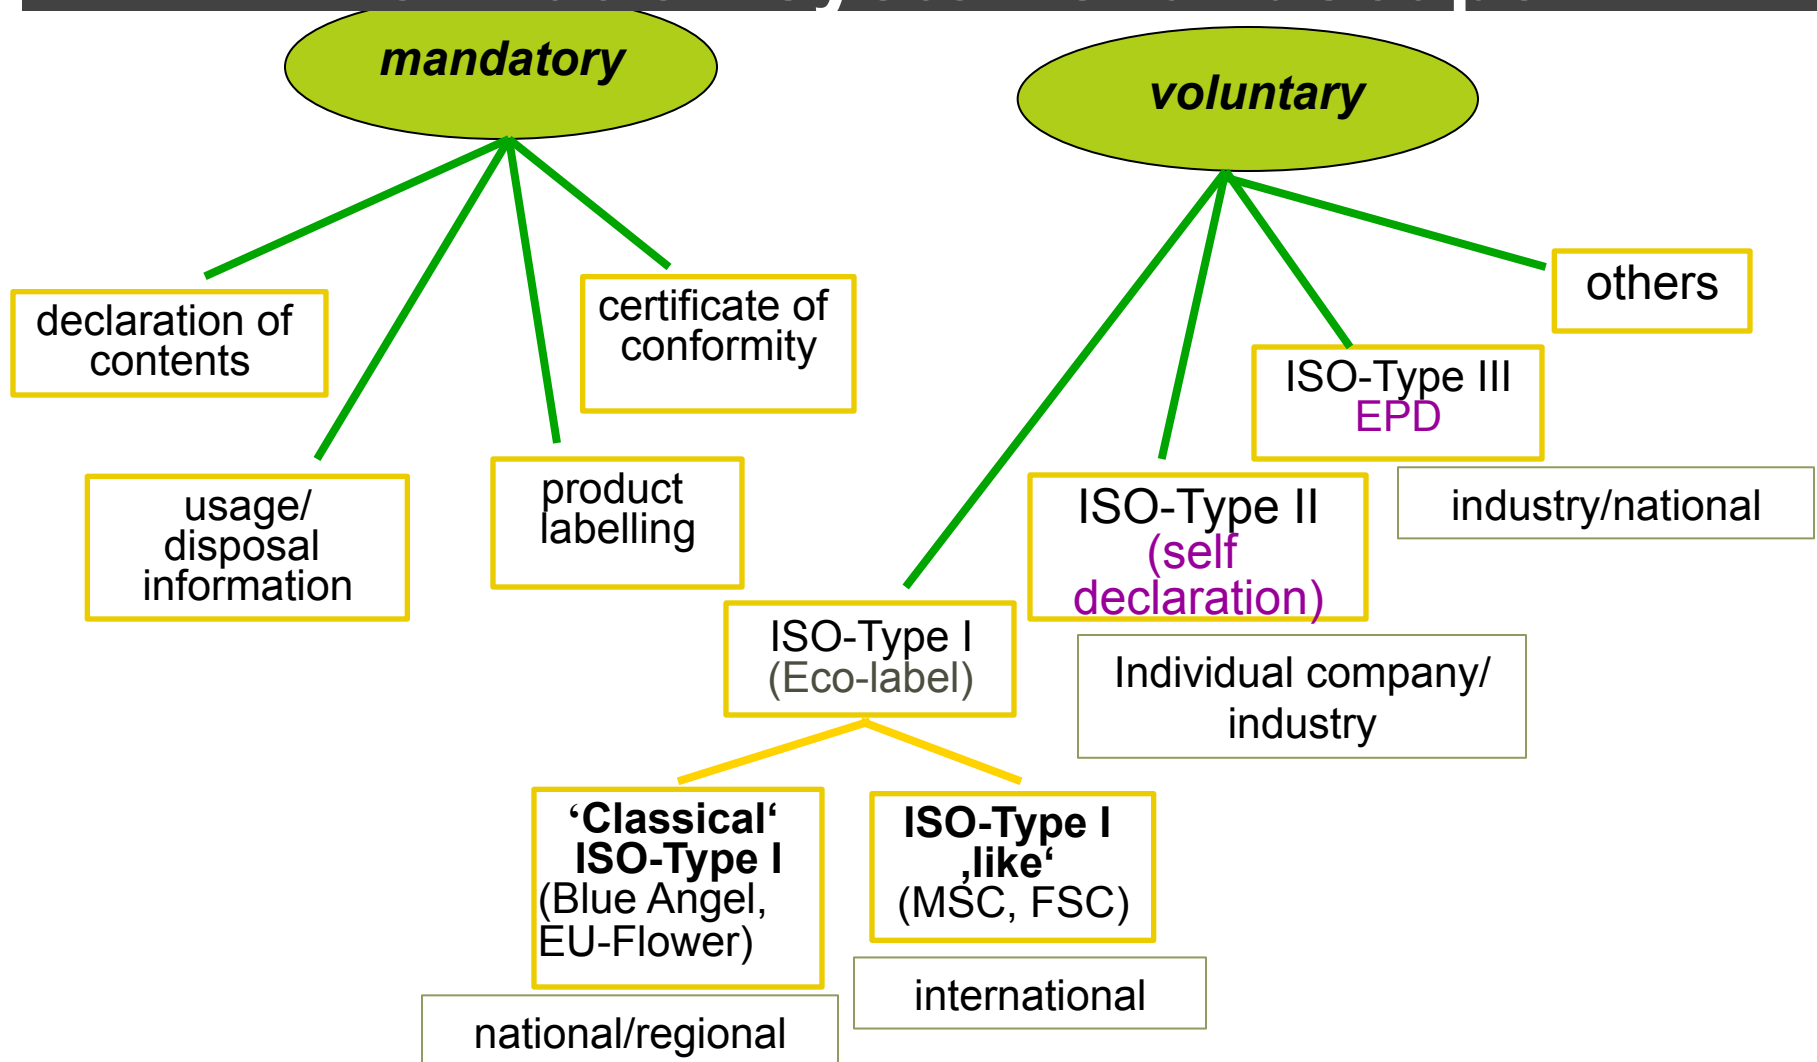 mandatory
voluntary
declaration of
contents
certificate of
conformity
others
usage/
disposal
information
product
labelling
ISO-Type III
EPD
industry/national
ISO-Type II
(self
declaration)
Individual company/
industry
ISO-Type I
(Eco-label)
‘Classical‘
ISO-Type I
(Blue Angel,
EU-Flower)
national/regional
ISO-Type I
‚like‘
(MSC, FSC)
international